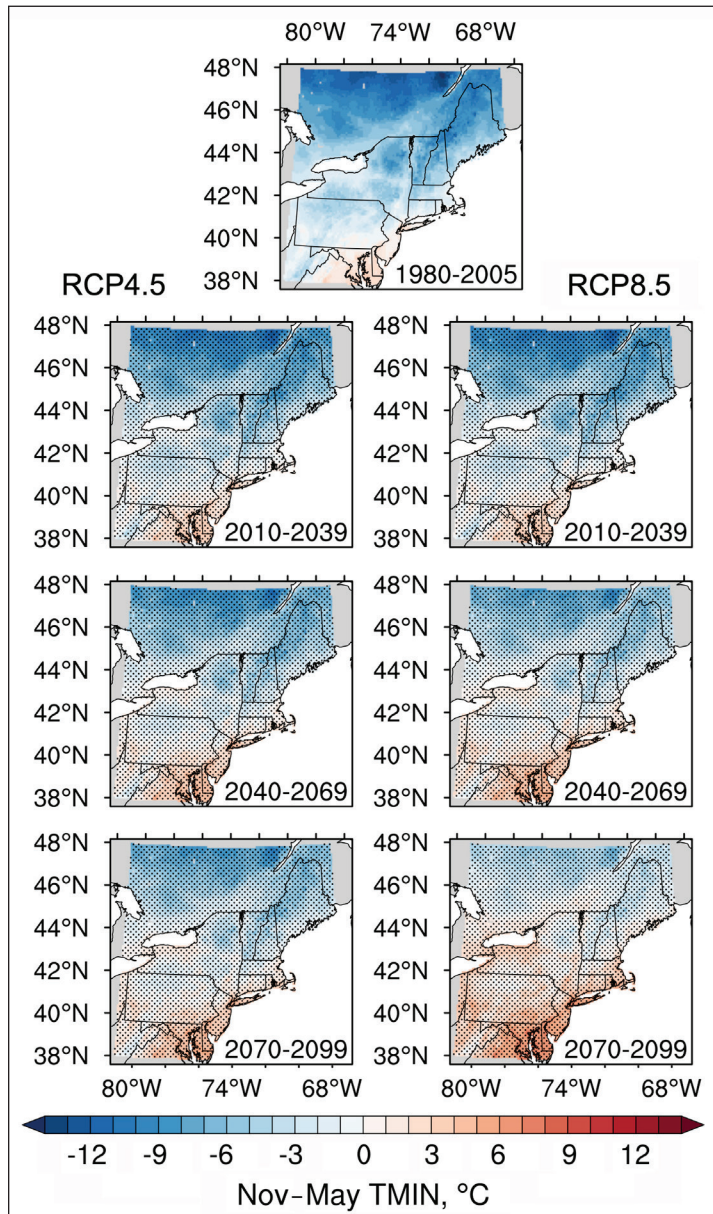 80°W 74°W 68°W
48°N
46°N
44°N
42°N
40°N
38°N
1980-2005
RCP4.5 RCP8.5
48°N 48°N
46°N 46°N
44°N 44°N
42°N 42°N
40°N 40°N
38°N 38°N
2010-2039 2010-2039
48°N 48°N
46°N 46°N
44°N 44°N
42°N 42°N
40°N 40°N
38°N 38°N
2040-2069 2040-2069
48°N 48°N
46°N 46°N
44°N 44°N
42°N 42°N
40°N 40°N
38°N 38°N
2070-2099 2070-2099
80°W 74°W 68°W 80°W 74°W 68°W
-12 -9 -6 -3 0 3 6 9 12
Nov–May TMIN, °C